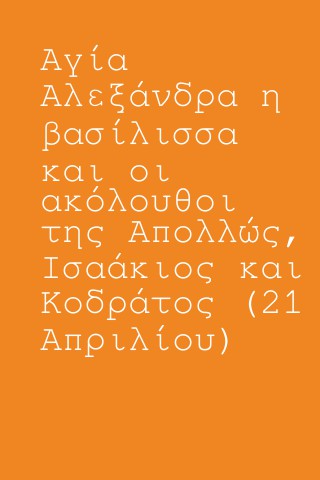 Αγία
Αλεξάνδρα η
βασίλισσα
και οι
ακόλουθοι
της Απολλώς,
Ισαάκιος και
Κοδράτος (21
Απριλίου)